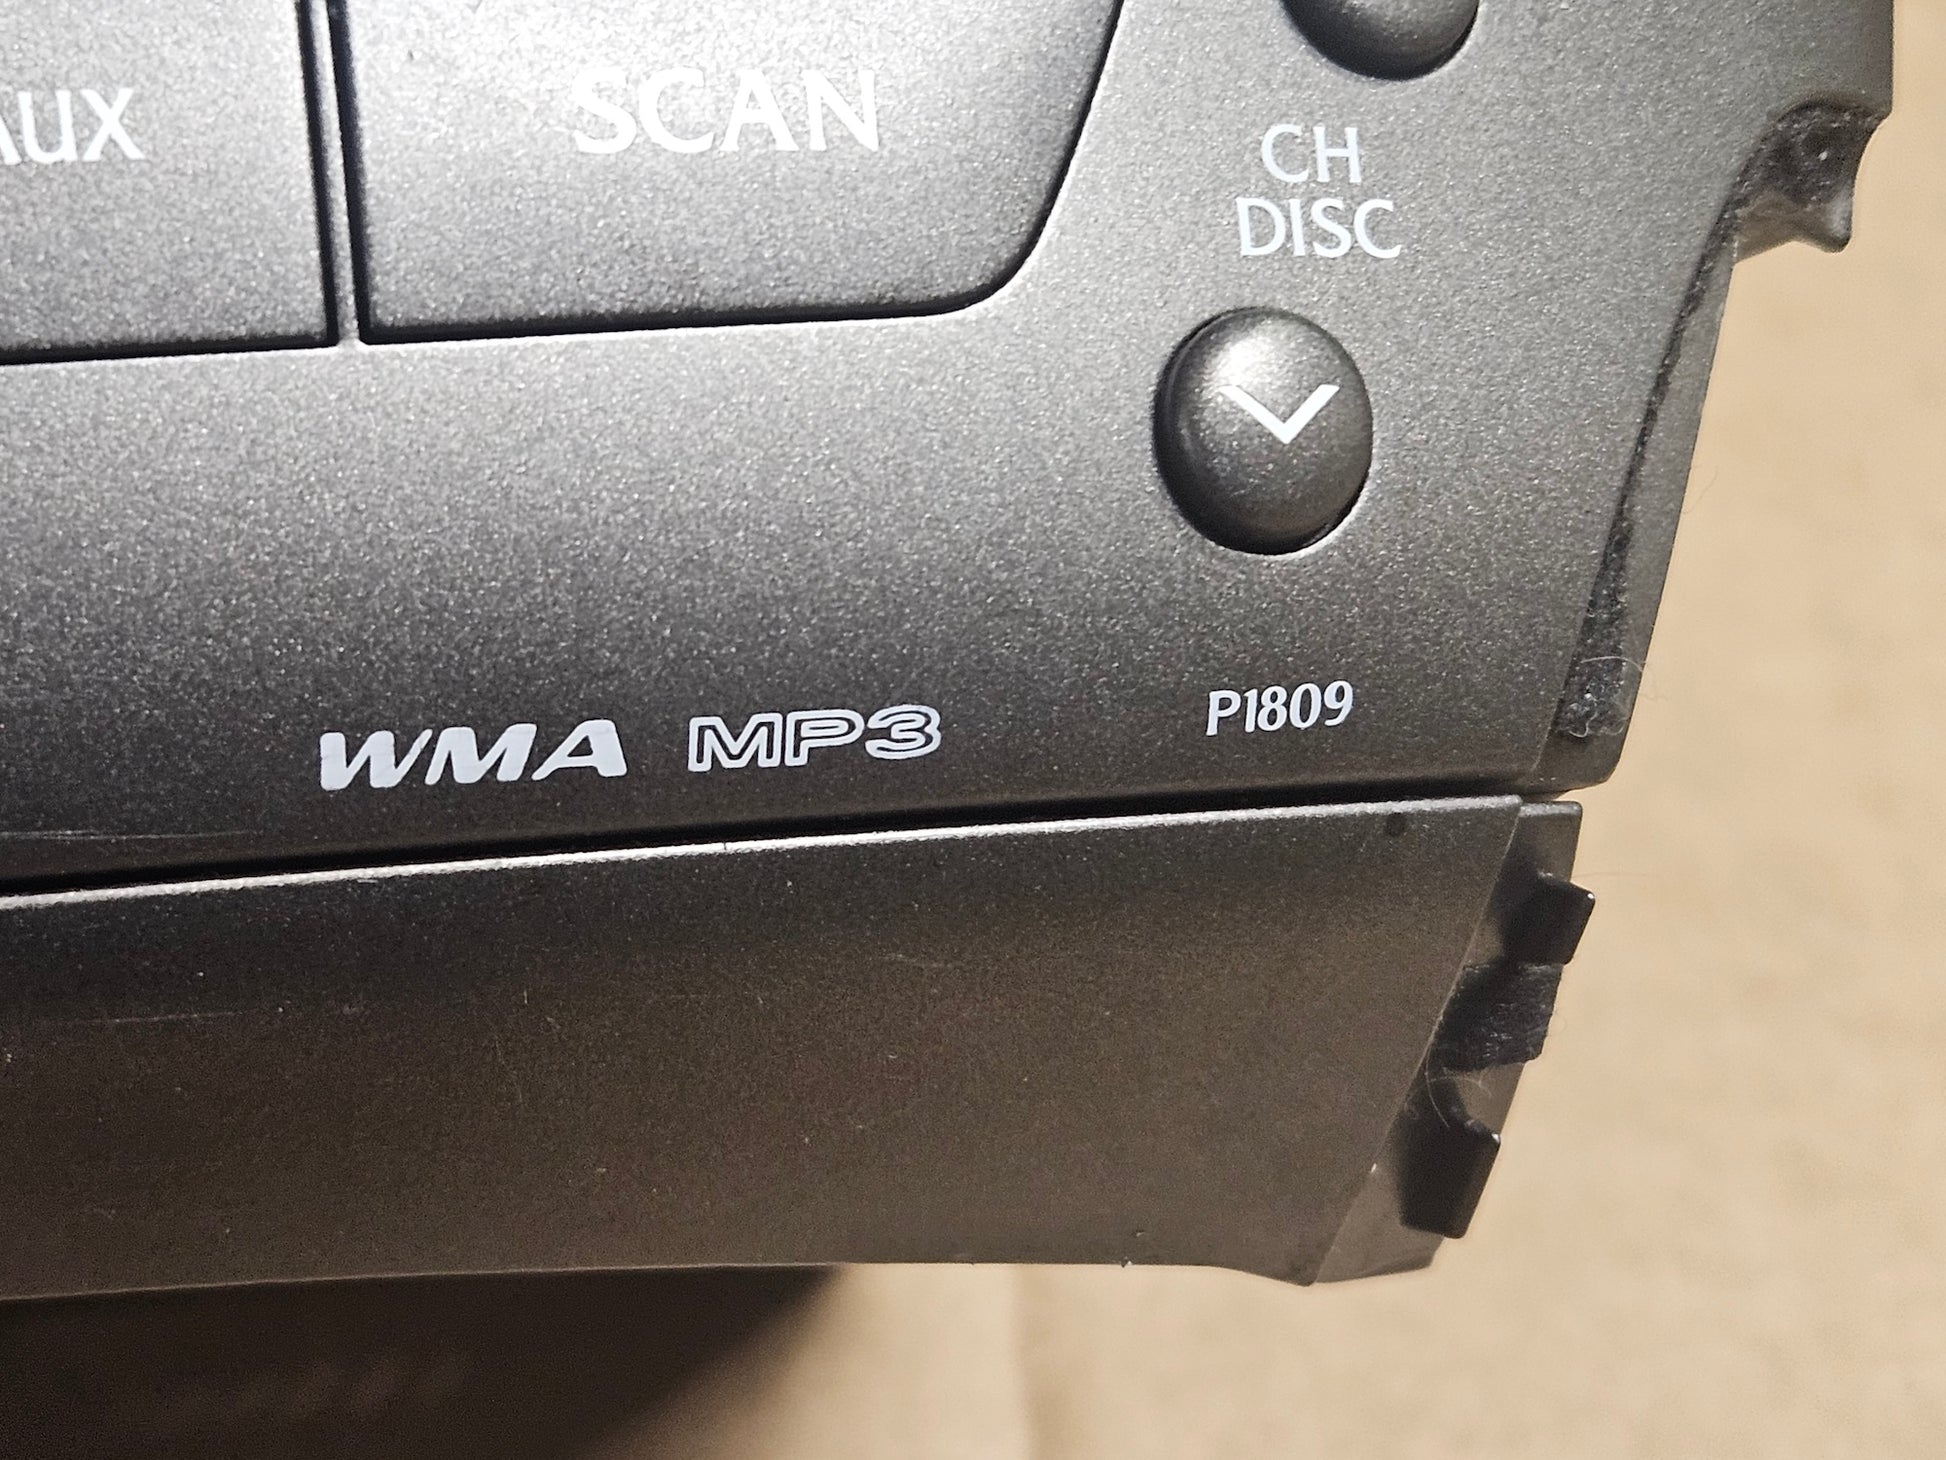 AUX
SCAN
CH
DISC
WMA MP3
P1809